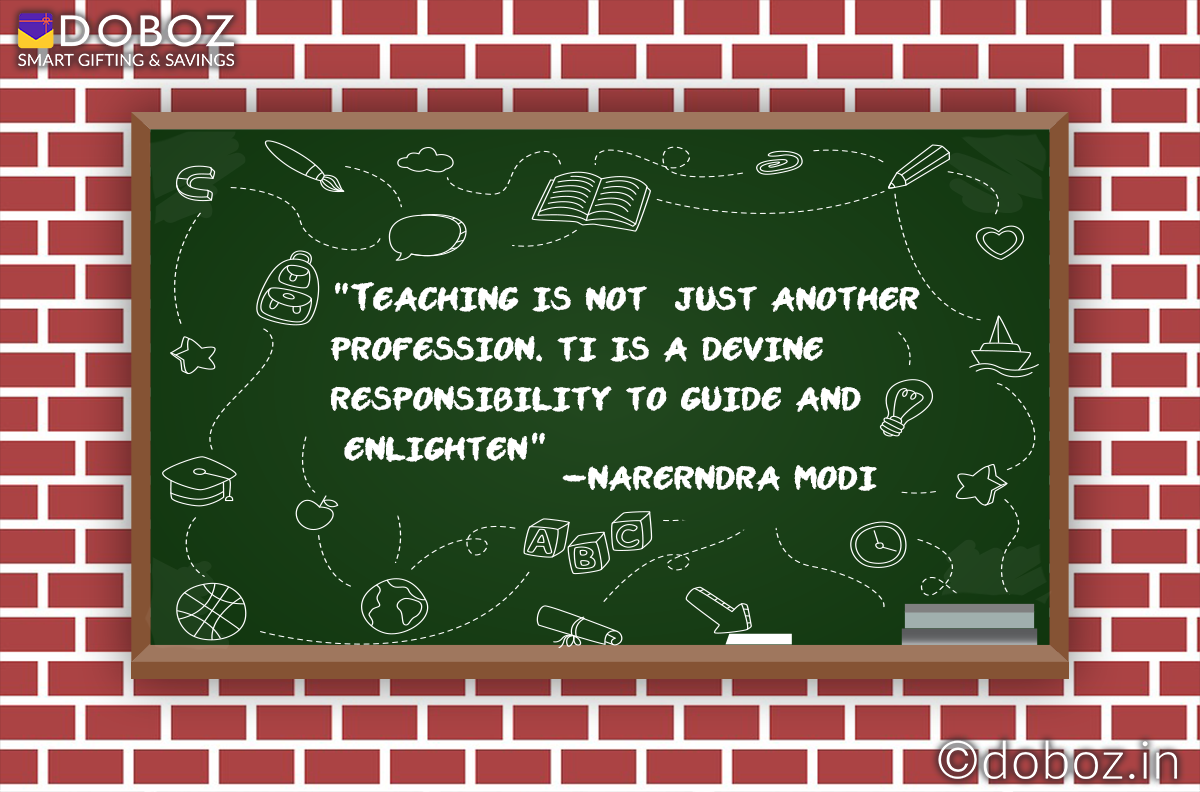 DOBOZ
SMART GIFTING & SAVINGS
"TEACHING IS NOT JUST ANOTHER
PROFESSION. TI IS A DEVINE
RESPONSIBILITY TO GUIDE AND
ENLIGHTEN"
–NARERNDRA MODI
A B C
©doboz.in